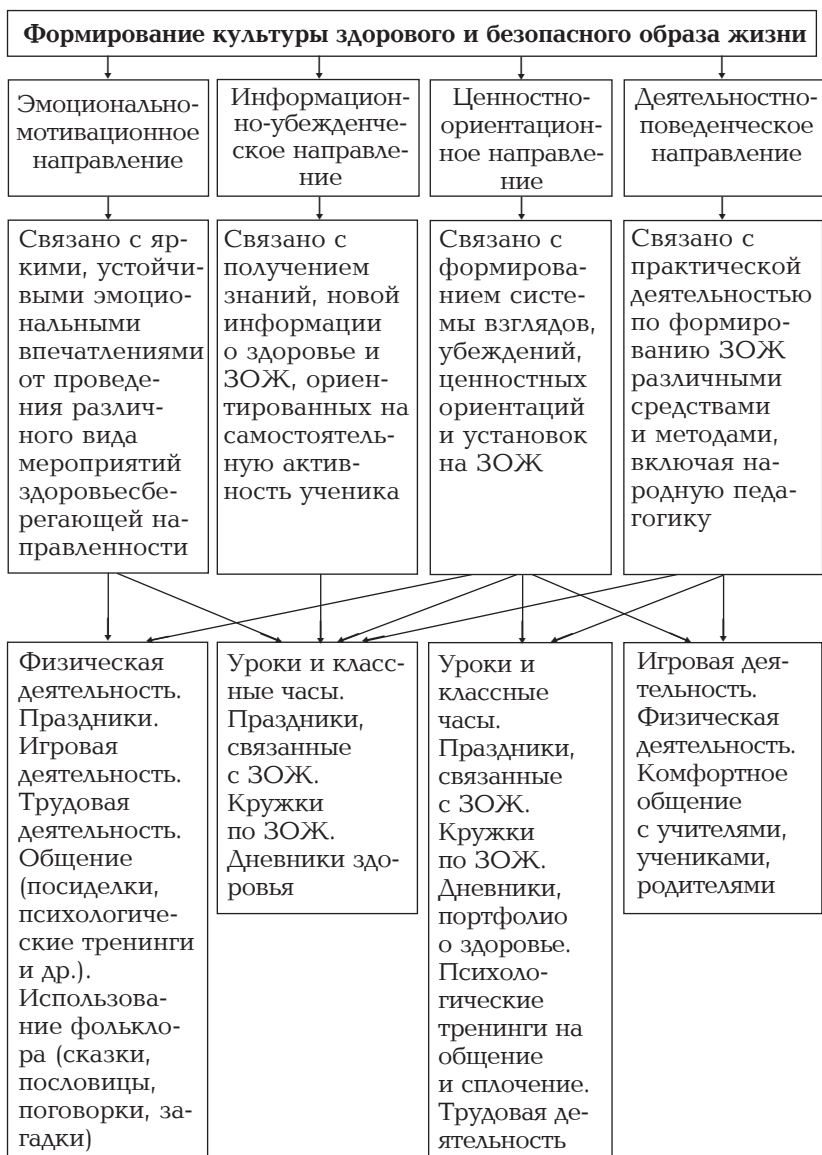 Формирование культуры здорового и безопасного образа жизни
Эмоционально-
мотивационное
направление
Информацион-
но-убежденче-
ское направле-
ние
Ценностно-
ориентацион-
ное направле-
ние
Деятельностно-
поведенческое
направление
Связано с яр-
кими, устойчи-
выми эмоцио-
нальными
впечатлениями
от проведе-
ния различ-
ного вида
мероприятий
здоровьесбе-
регающей на-
правленности
Связано с
получением
знаний, новой
информации
о здоровье и
ЗОЖ, ориен-
тированных на
самостоятель-
ную актив-
ность ученика
Связано с
формирова-
нием систе-
мы взглядов,
убеждений,
ценностных
ориентаций
и установок
на ЗОЖ
Связано с
практической
деятельностью
по формиро-
ванию ЗОЖ
различными
средствами
и методами,
включая на-
родную педа-
гогику
Физическая
деятельность.
Праздники.
Игровая
деятельность.
Трудовая
деятельность.
Общение
(посиделки,
психологиче-
ские тренинги
и др.).
Использова-
ние фолькло-
ра (сказки,
пословицы,
поговорки, за-
гадки)
Уроки и класс-
ные часы.
Праздники,
связанные
с ЗОЖ.
Кружки
по ЗОЖ.
Дневники здо-
ровья
Уроки и
классные
часы.
Праздники,
связанные
с ЗОЖ.
Кружки
по ЗОЖ.
Дневники,
портфолио
о здоровье.
Психоло-
гические
тренинги на
общение
и сплочение.
Трудовая де-
ятельность
Игровая дея-
тельность.
Физическая
деятельность.
Комфортное
общение
с учителями,
учениками,
родителями